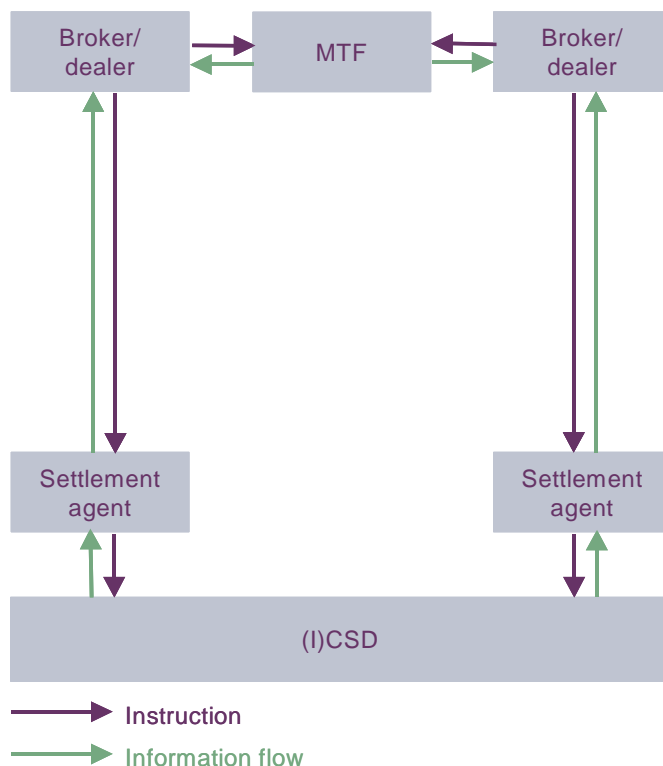 Broker/
dealer
MTF
Broker/
dealer
Settlement
agent
Settlement
agent
(I)CSD
Instruction
Information flow